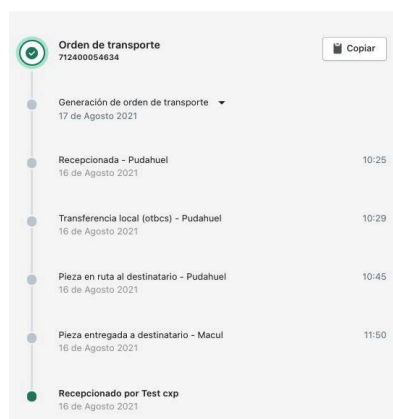 Orden de transporte
712400054634
Copiar
Generación de orden de transporte
17 de Agosto 2021
Recepcionada - Pudahuel 10:25
16 de Agosto 2021
Transferencia local (otbcs) - Pudahuel 10:29
16 de Agosto 2021
Pieza en ruta al destinatario - Pudahuel 10:45
16 de Agosto 2021
Pieza entregada a destinatario - Macul 11:50
16 de Agosto 2021
Recepcionado por Test cxp
16 de Agosto 2021